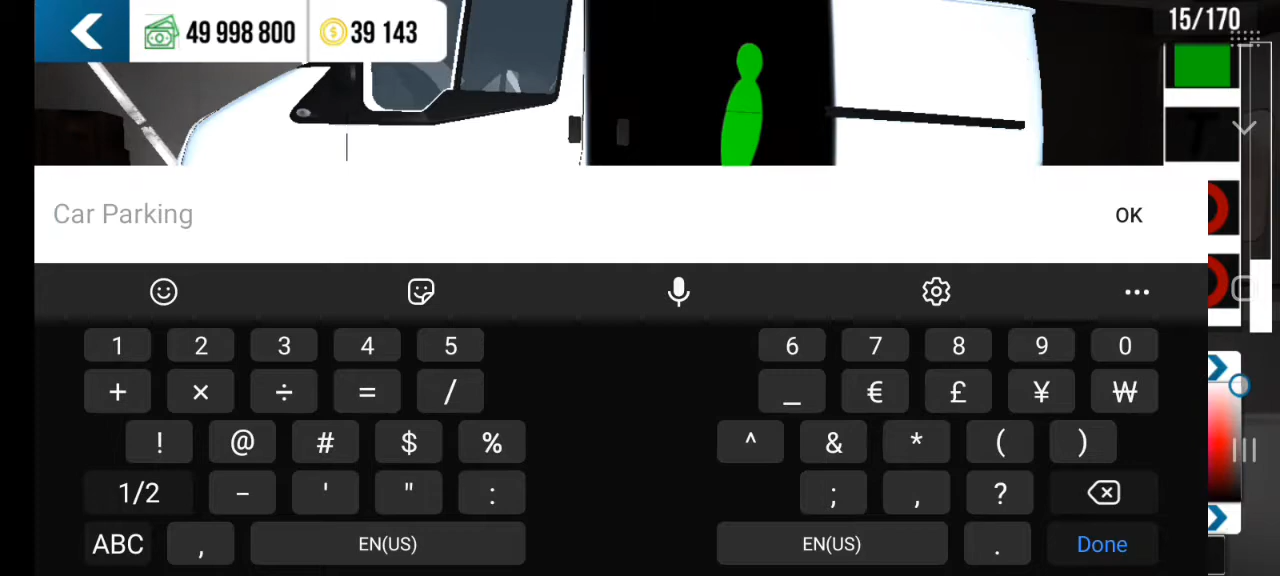 49 998 800 39 143 15/170
Car Parking OK
1 2 3 4 5 6 7 8 9 0
+ × ÷ = / _ € £ ¥ ₩
! @ # $ % ^ & * ( )
1/2 - ' " : ; , ?
ABC , EN(US) EN(US) . Done